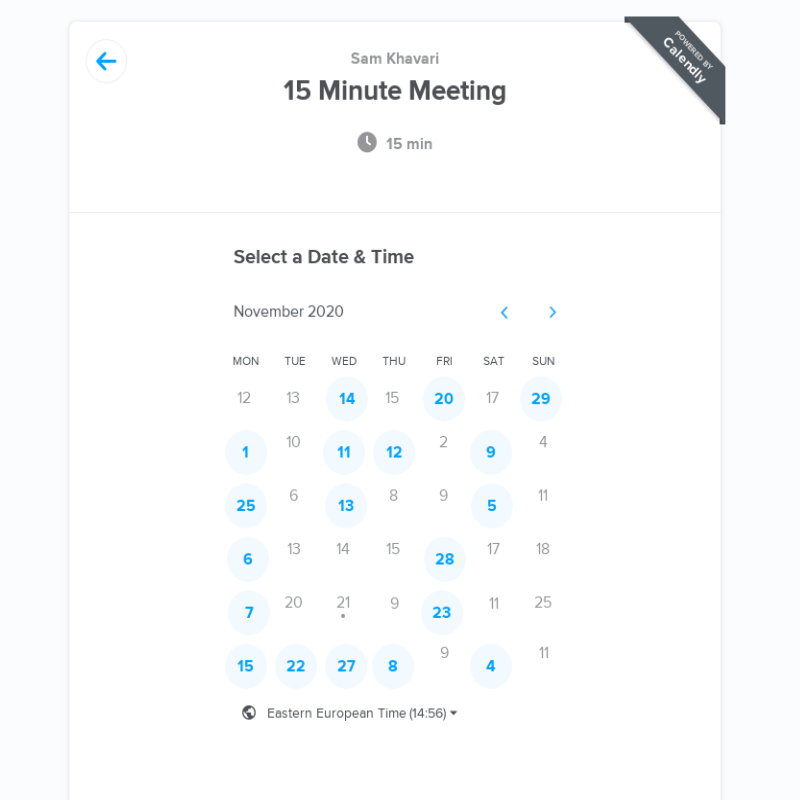 POWERED BY
Calendly
Sam Khavari
15 Minute Meeting
15 min
Select a Date & Time
November 2020
MON TUE WED THU FRI SAT SUN
12 13 14 15 20 17 29
1 10 11 12 2 9 4
25 6 13 8 9 5 11
6 13 14 15 28 17 18
7 20 21 9 23 11 25
15 22 27 8 9 4 11
Eastern European Time (14:56)